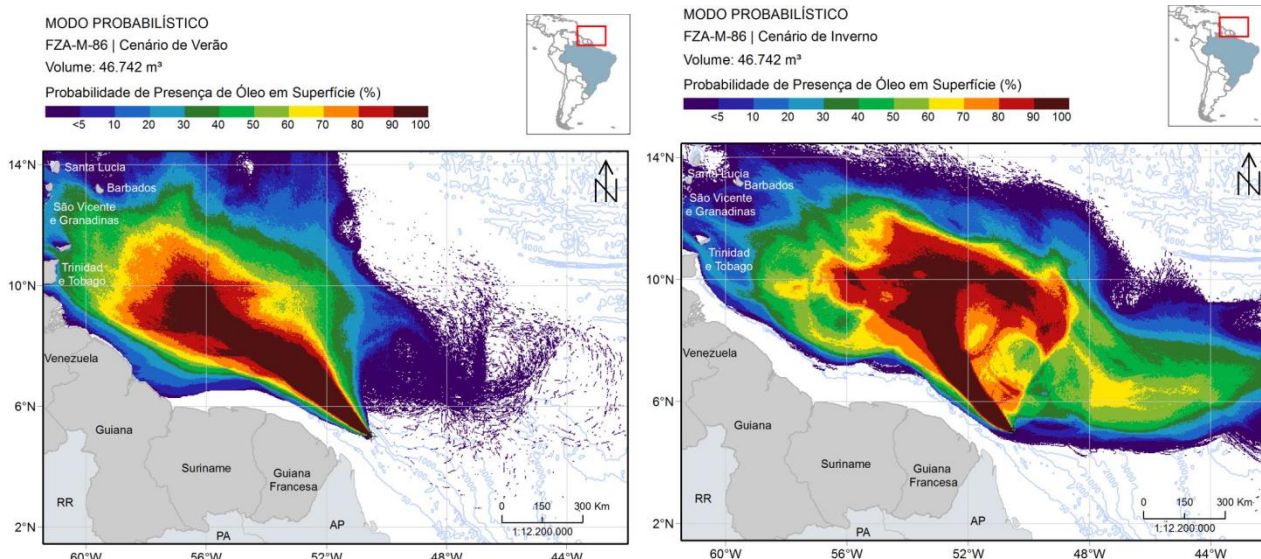 MODO PROBABILÍSTICO
FZA-M-86 | Cenário de Verão
Volume: 46.742 m³
Probabilidade de Presença de Óleo em Superfície (%)
<5 10 20 30 40 50 60 70 80 90 100
14°N
10°N
6°N
2°N
Santa Lucia
Barbados
São Vicente
e Granadinas
Trinidad
e Tobago
4000
N
Venezuela
Guiana
Suriname
Guiana
Francesa
RR
PA
AP
0 150 300 Km
1:12.200.000
60°W 56°W 52°W 48°W 44°W
MODO PROBABILÍSTICO
FZA-M-86 | Cenário de Inverno
Volume: 46.742 m³
Probabilidade de Presença de Óleo em Superfície (%)
<5 10 20 30 40 50 60 70 80 90 100
14°N
10°N
6°N
2°N
Santa Lucia
Barbados
São Vicente
e Granadinas
Trinidad
e Tobago
4000
N
Venezuela
Guiana
Suriname
Guiana
Francesa
RR
PA
AP
0 150 300 Km
1:12.200.000
60°W 56°W 52°W 48°W 44°W